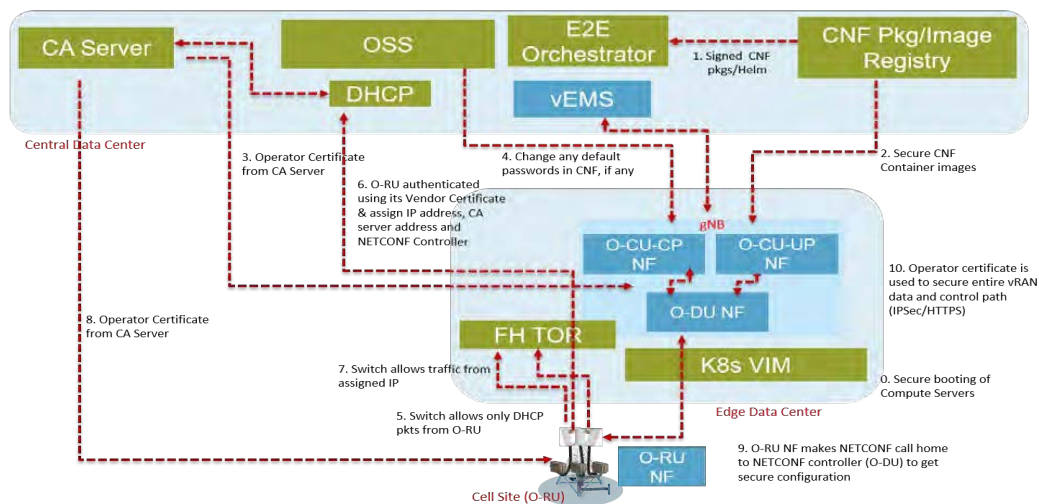 CA Server
OSS
E2E
Orchestrator
CNF Pkg/Image
Registry
1. Signed CNF
pkgs/Helm
DHCP
vEMS
Central Data Center
3. Operator Certificate
from CA Server
4. Change any default
passwords in CNF, if any
2. Secure CNF
Container images
6. O-RU authenticated
using its Vendor Certificate
& assign IP address, CA
server address and
NETCONF Controller
gNB
O-CU-CP
NF
O-CU-UP
NF
10. Operator certificate is
used to secure entire vRAN
data and control path
(IPSec/HTTPS)
O-DU NF
8. Operator Certificate
from CA Server
FH TOR
K8s VIM
7. Switch allows traffic from
assigned IP
0. Secure booting of
Compute Servers
5. Switch allows only DHCP
pkts from O-RU
Edge Data Center
O-RU
NF
9. O-RU NF makes NETCONF call home
to NETCONF controller (O-DU) to get
secure configuration
Cell Site (O-RU)